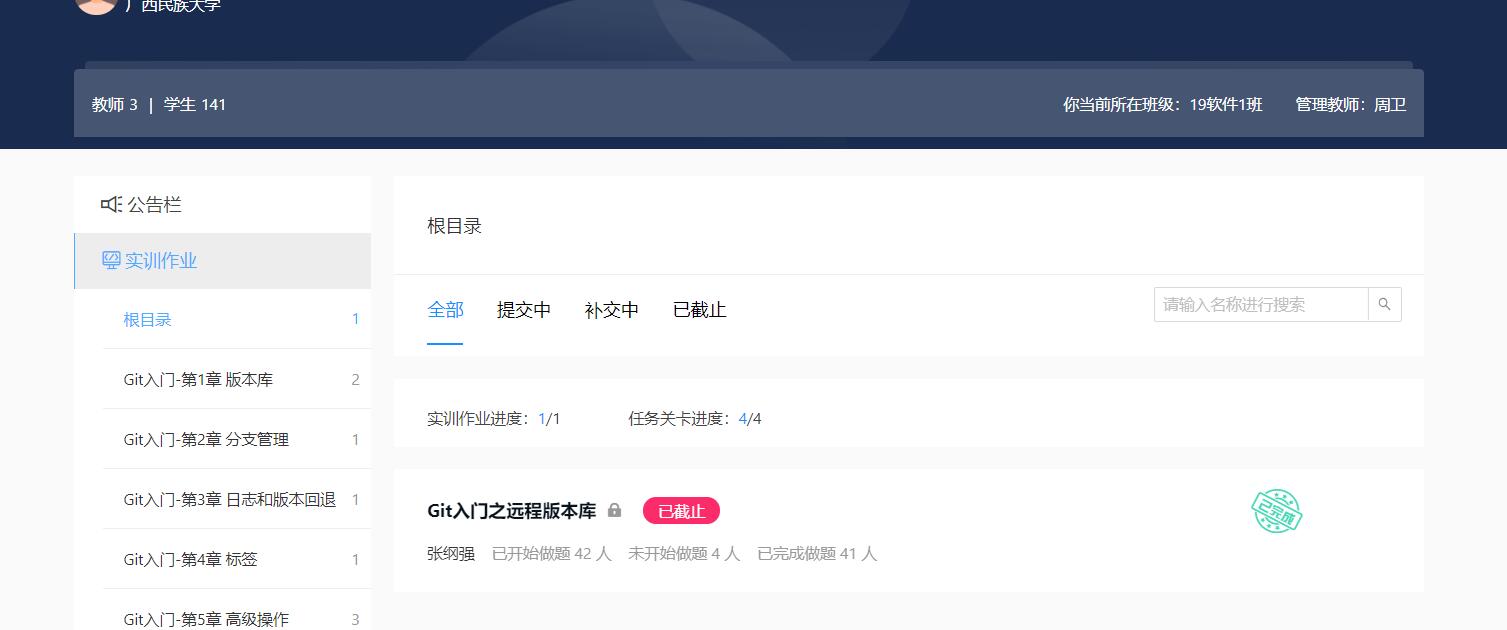 广西民族大学
教师 3 | 学生 141
你当前所在班级：19软件1班 管理教师：周卫
公告栏
实训作业
根目录 1
Git入门-第1章 版本库 2
Git入门-第2章 分支管理 1
Git入门-第3章 日志和版本回退 1
Git入门-第4章 标签 1
Git入门-第5章 高级操作 3
根目录
全部 提交中 补交中 已截止
请输入名称进行搜索
实训作业进度：1/1 任务关卡进度：4/4
Git入门之远程版本库 已截止
已完成
张纲强 已开始做题 42 人 未开始做题 4 人 已完成做题 41 人